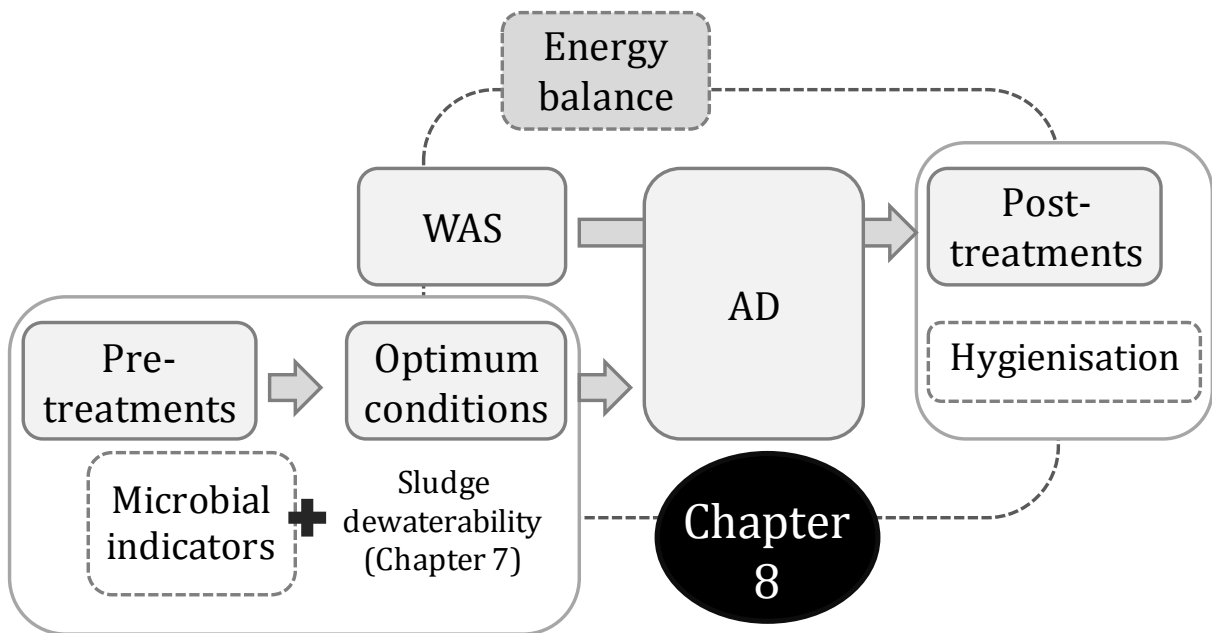 Energy
balance
WAS
AD
Post-
treatments
Hygienisation
Pre-
treatments
Optimum
conditions
Microbial
indicators
Sludge
dewaterability
(Chapter 7)
Chapter
8